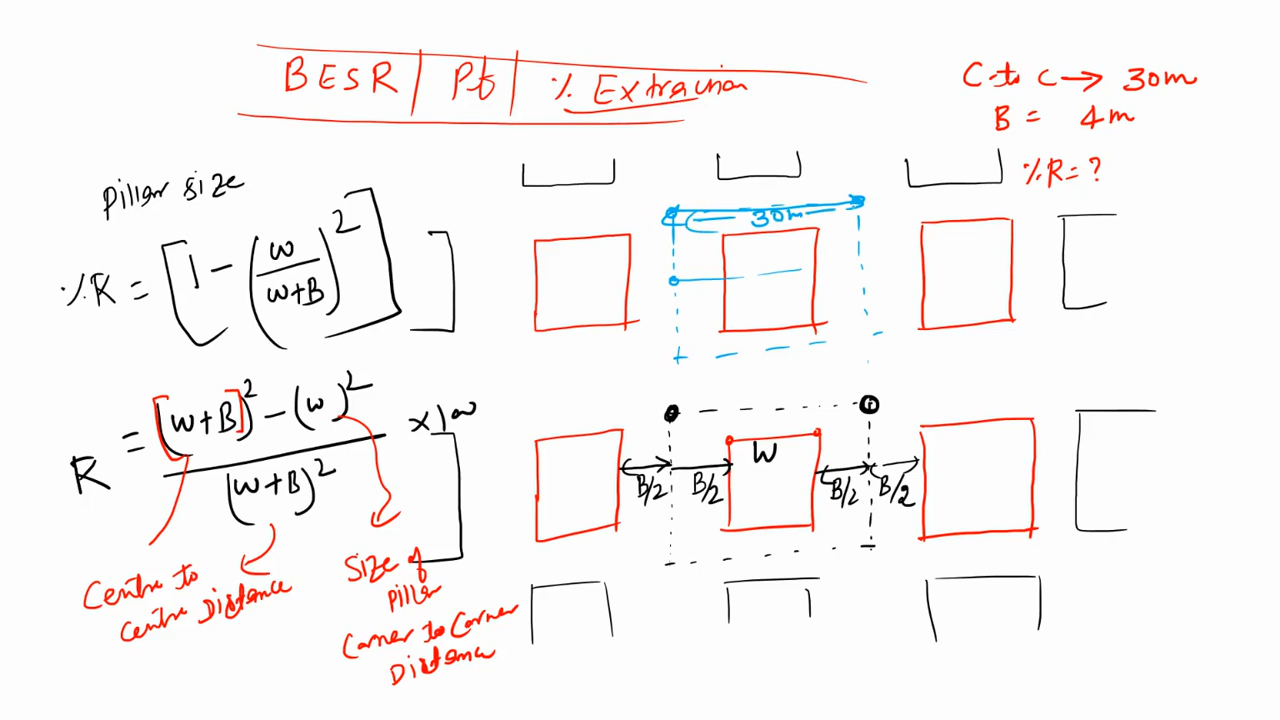 BESR | Pf | % Extraction
C to C → 30m
B = 4m
% R = ?
Pillar size
30m
% R = [1 - (w/(w+B))^2]
R = ((w+B)^2 - (w)^2)/(w+B)^2 × 100
W
B/2 B/2 B/2 B/2
Centre to
Centre Distance
Size of
Piller
Corner to Corner
Distance